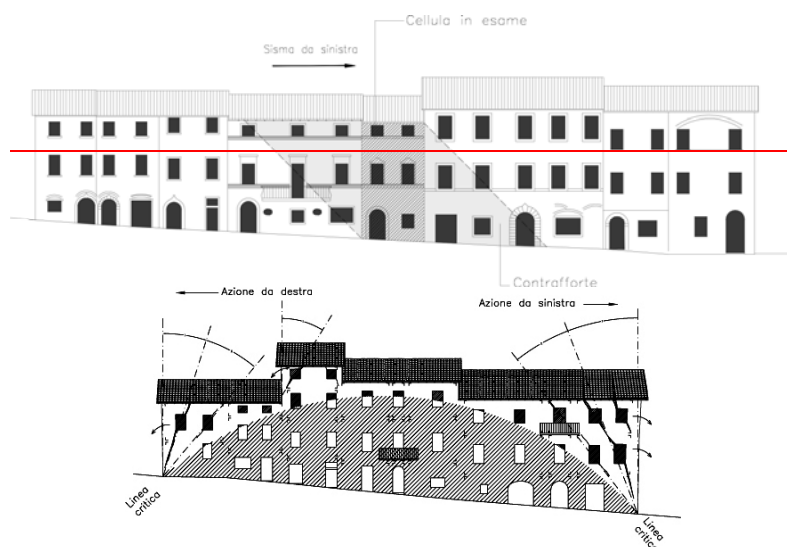 Cellula in esame
Sisma da sinistra
Contrafforte
Azione da destra
Azione da sinistra
Linea
critica
Linea
critica